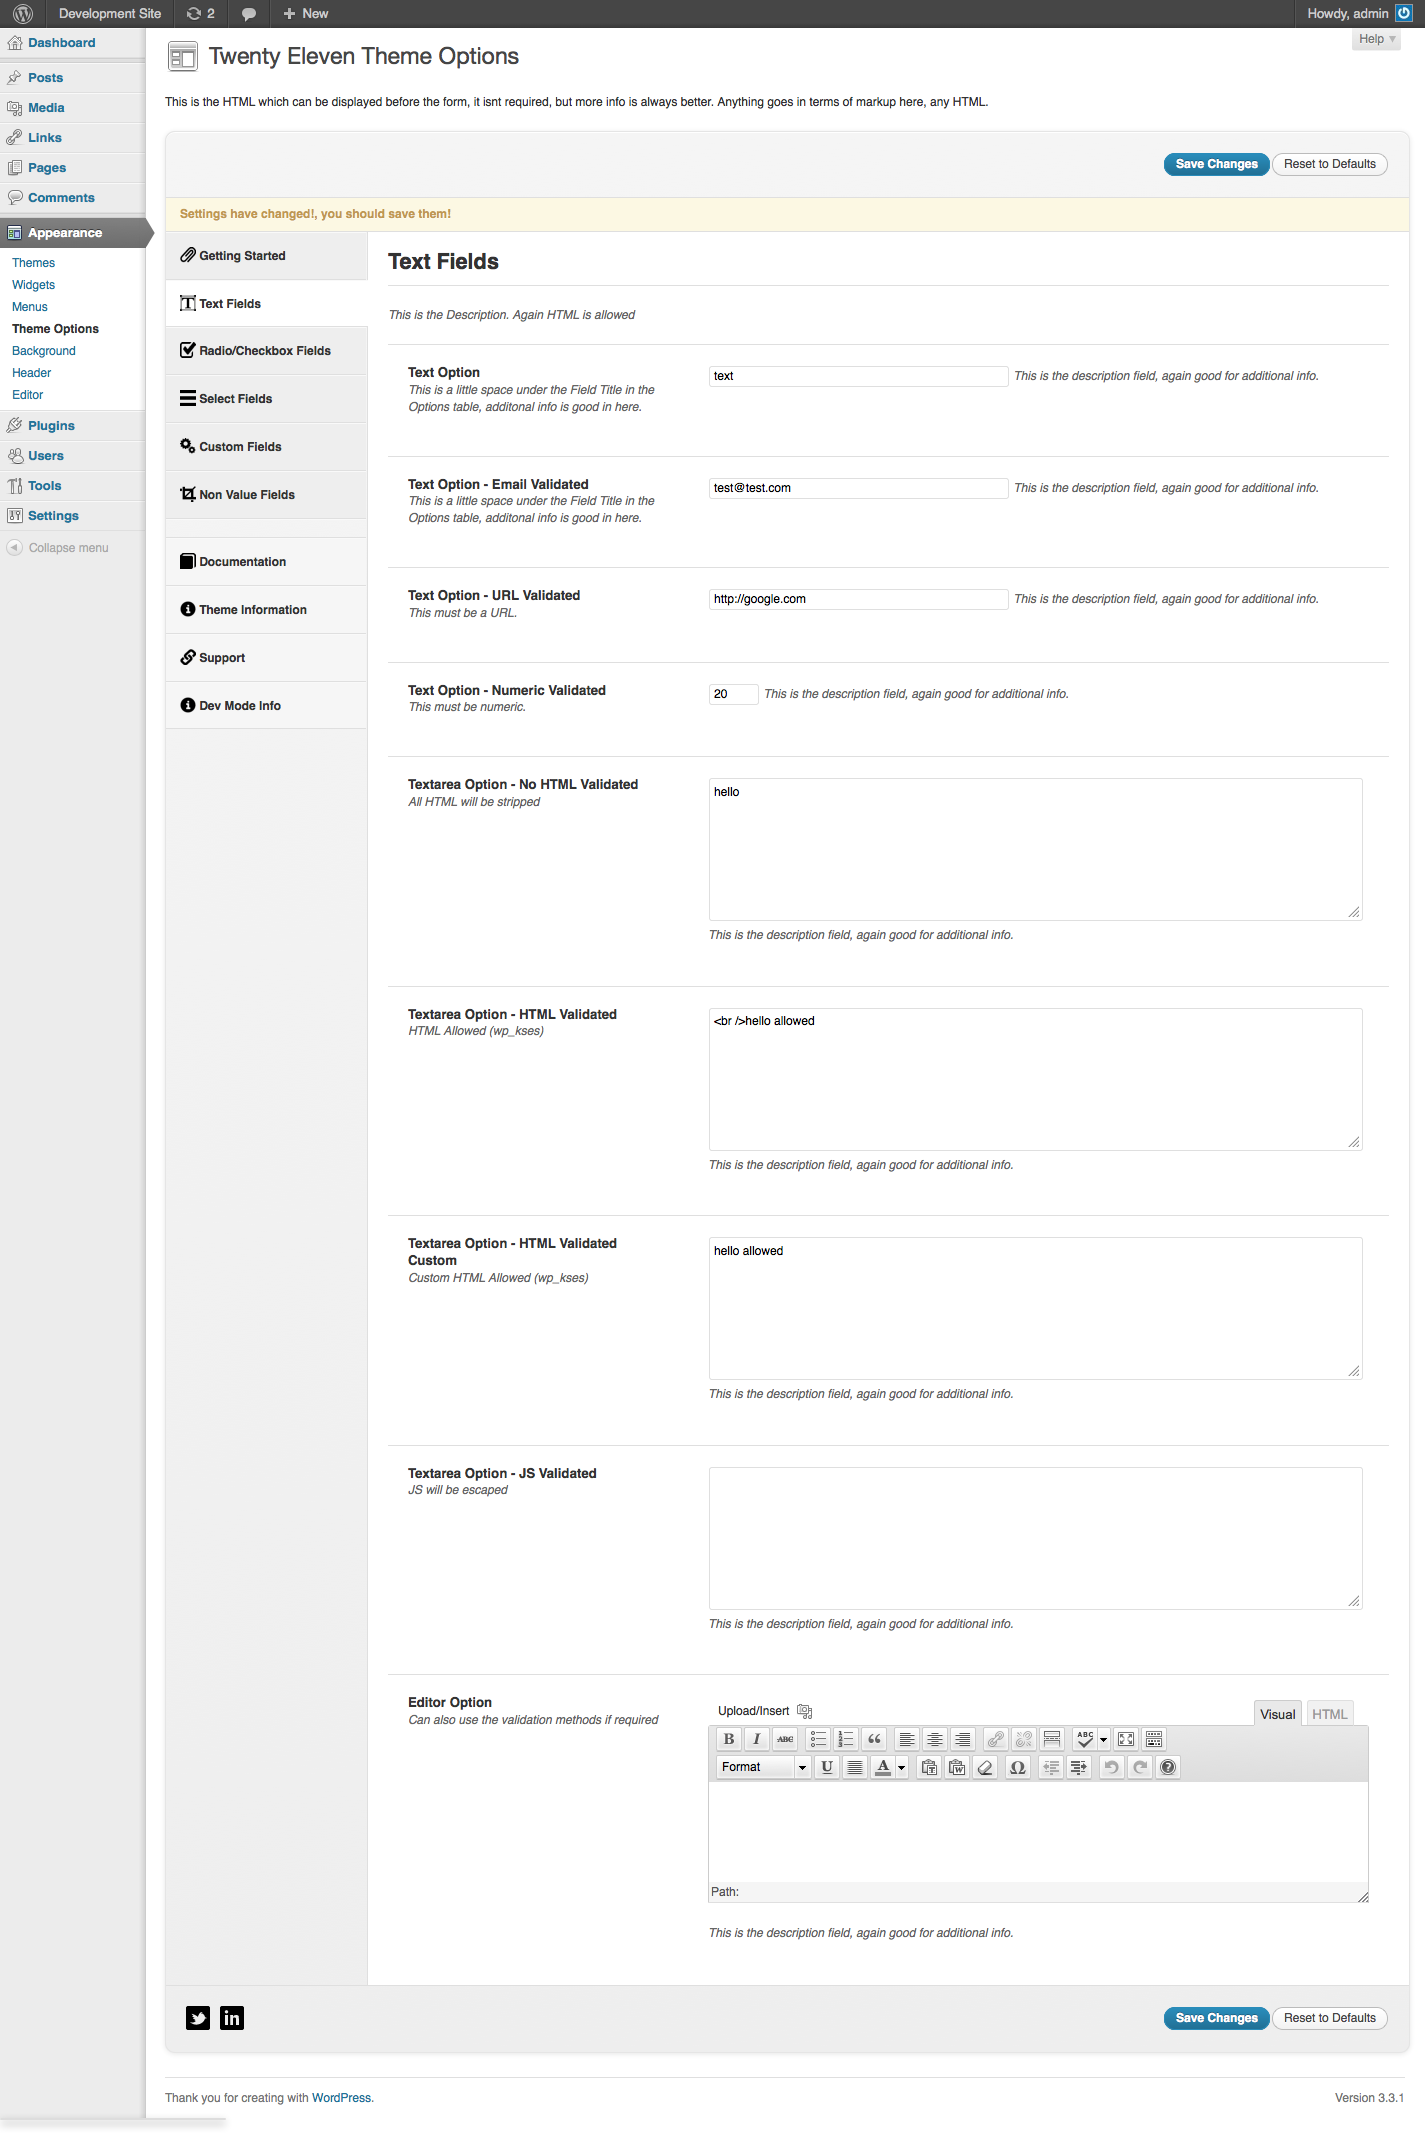 Development Site 2 New Howdy, admin
Help
Dashboard
Posts
Media
Links
Pages
Comments
Appearance
Themes
Widgets
Menus
Theme Options
Background
Header
Editor
Plugins
Users
Tools
Settings
Collapse menu
Twenty Eleven Theme Options
This is the HTML which can be displayed before the form, it isnt required, but more info is always better. Anything goes in terms of markup here, any HTML.
Save Changes Reset to Defaults
Settings have changed!, you should save them!
Getting Started
Text Fields
Radio/Checkbox Fields
Select Fields
Custom Fields
Non Value Fields
Documentation
Theme Information
Support
Dev Mode Info
Text Fields
This is the Description. Again HTML is allowed
Text Option
This is a little space under the Field Title in the
Options table, additonal info is good in here.
text This is the description field, again good for additional info.
Text Option - Email Validated
This is a little space under the Field Title in the
Options table, additonal info is good in here.
test@test.com This is the description field, again good for additional info.
Text Option - URL Validated
This must be a URL.
http://google.com This is the description field, again good for additional info.
Text Option - Numeric Validated
This must be numeric.
20 This is the description field, again good for additional info.
Textarea Option - No HTML Validated
All HTML will be stripped
hello
This is the description field, again good for additional info.
Textarea Option - HTML Validated
HTML Allowed (wp_kses)
<br />hello allowed
This is the description field, again good for additional info.
Textarea Option - HTML Validated
Custom
Custom HTML Allowed (wp_kses)
hello allowed
This is the description field, again good for additional info.
Textarea Option - JS Validated
JS will be escaped
This is the description field, again good for additional info.
Editor Option
Can also use the validation methods if required
Upload/Insert Visual HTML
B I ABC ABC
Format U A T W Ω ?
Path:
This is the description field, again good for additional info.
in
Save Changes Reset to Defaults
Thank you for creating with WordPress. Version 3.3.1